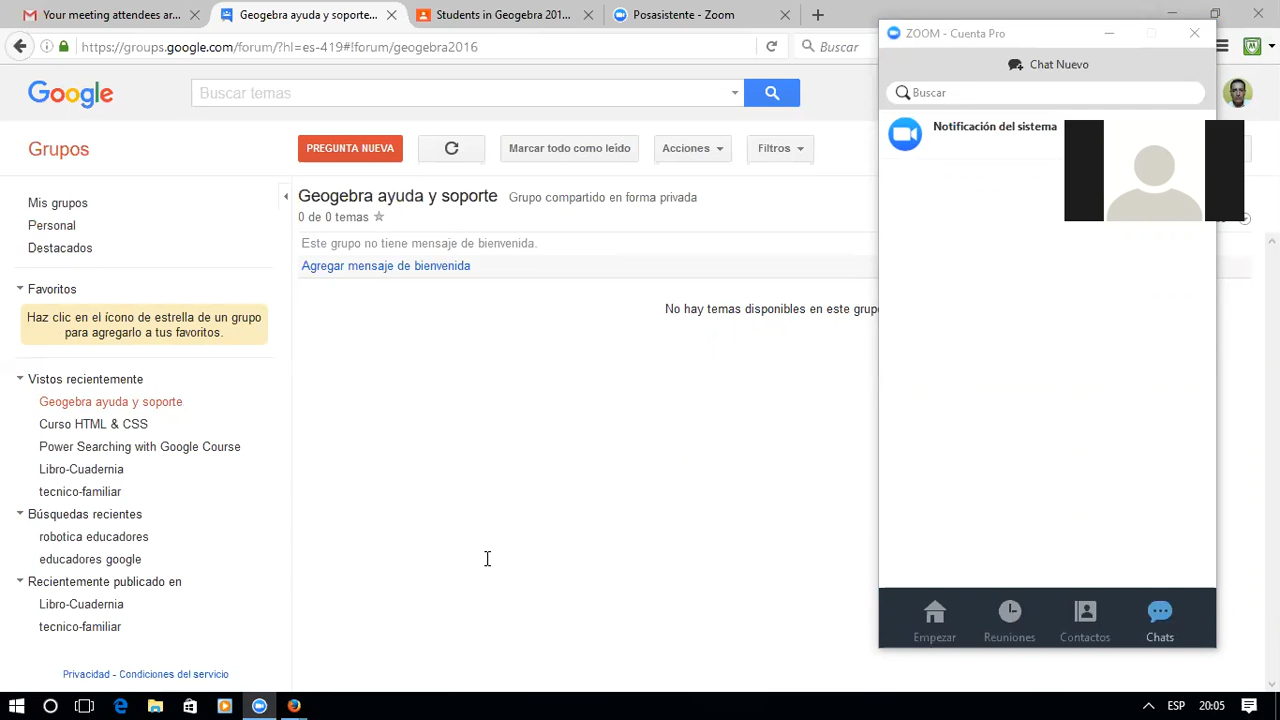 Your meeting attendees ar...
Geogebra ayuda y soporte...
Students in Geogebra 201...
Posasistente - Zoom
https://groups.google.com/forum/?hl=es-419#!forum/geogebra2016
Buscar
Google
Buscar temas
Grupos
PREGUNTA NUEVA
Marcar todo como leído
Acciones
Filtros
Mis grupos
Personal
Destacados
Favoritos
Haz clic en el ícono de estrella de un grupo
para agregarlo a tus favoritos.
Vistos recientemente
Geogebra ayuda y soporte
Curso HTML & CSS
Power Searching with Google Course
Libro-Cuadernia
tecnico-familiar
Búsquedas recientes
robotica educadores
educadores google
Recientemente publicado en
Libro-Cuadernia
tecnico-familiar
Privacidad - Condiciones del servicio
Geogebra ayuda y soporte Grupo compartido en forma privada
0 de 0 temas
Este grupo no tiene mensaje de bienvenida.
Agregar mensaje de bienvenida
No hay temas disponibles en este grupo
ZOOM - Cuenta Pro
Chat Nuevo
Buscar
Notificación del sistema
Empezar
Reuniones
Contactos
Chats
ESP
20:05